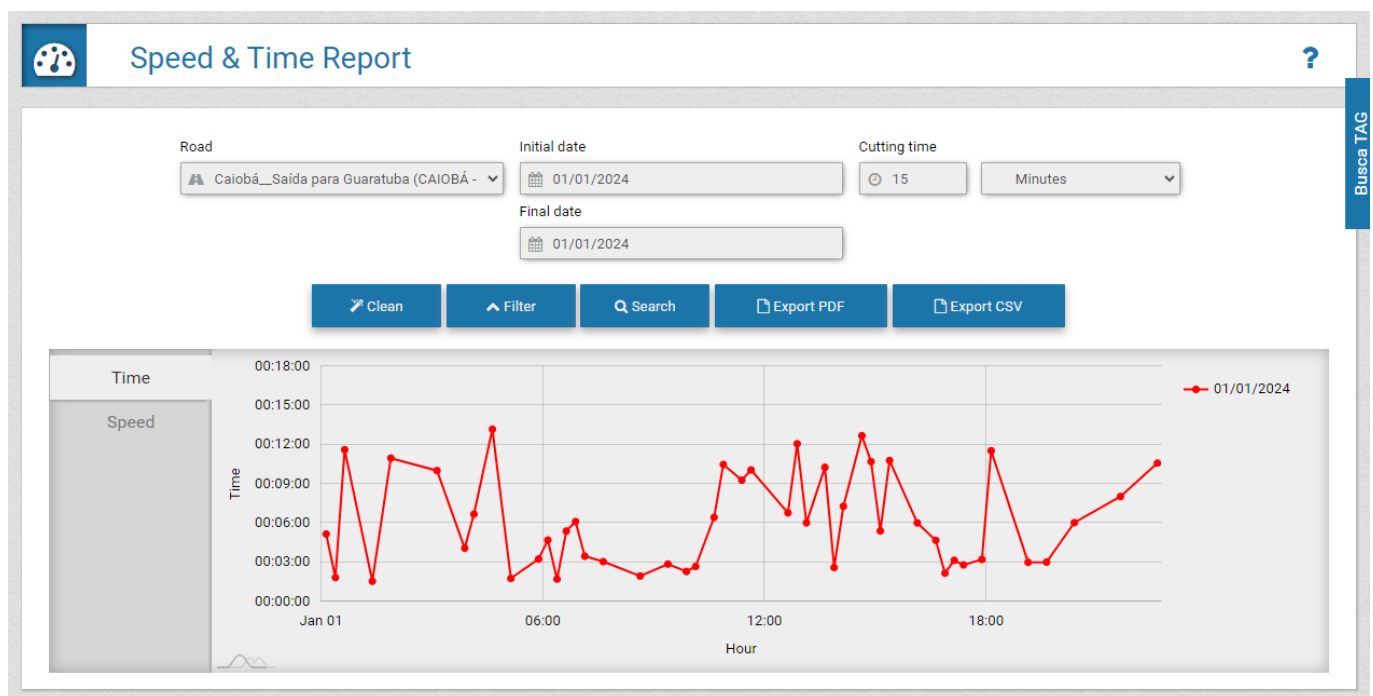 Speed & Time Report
?
Busca TAG
Road
Initial date
Cutting time
Caiobá__Saída para Guaratuba (CAIOBÁ -
01/01/2024
15
Minutes
Final date
01/01/2024
Clean
Filter
Search
Export PDF
Export CSV
Time
Speed
Time
00:18:00
00:15:00
00:12:00
00:09:00
00:06:00
00:03:00
00:00:00
Jan 01
06:00
12:00
18:00
Hour
01/01/2024